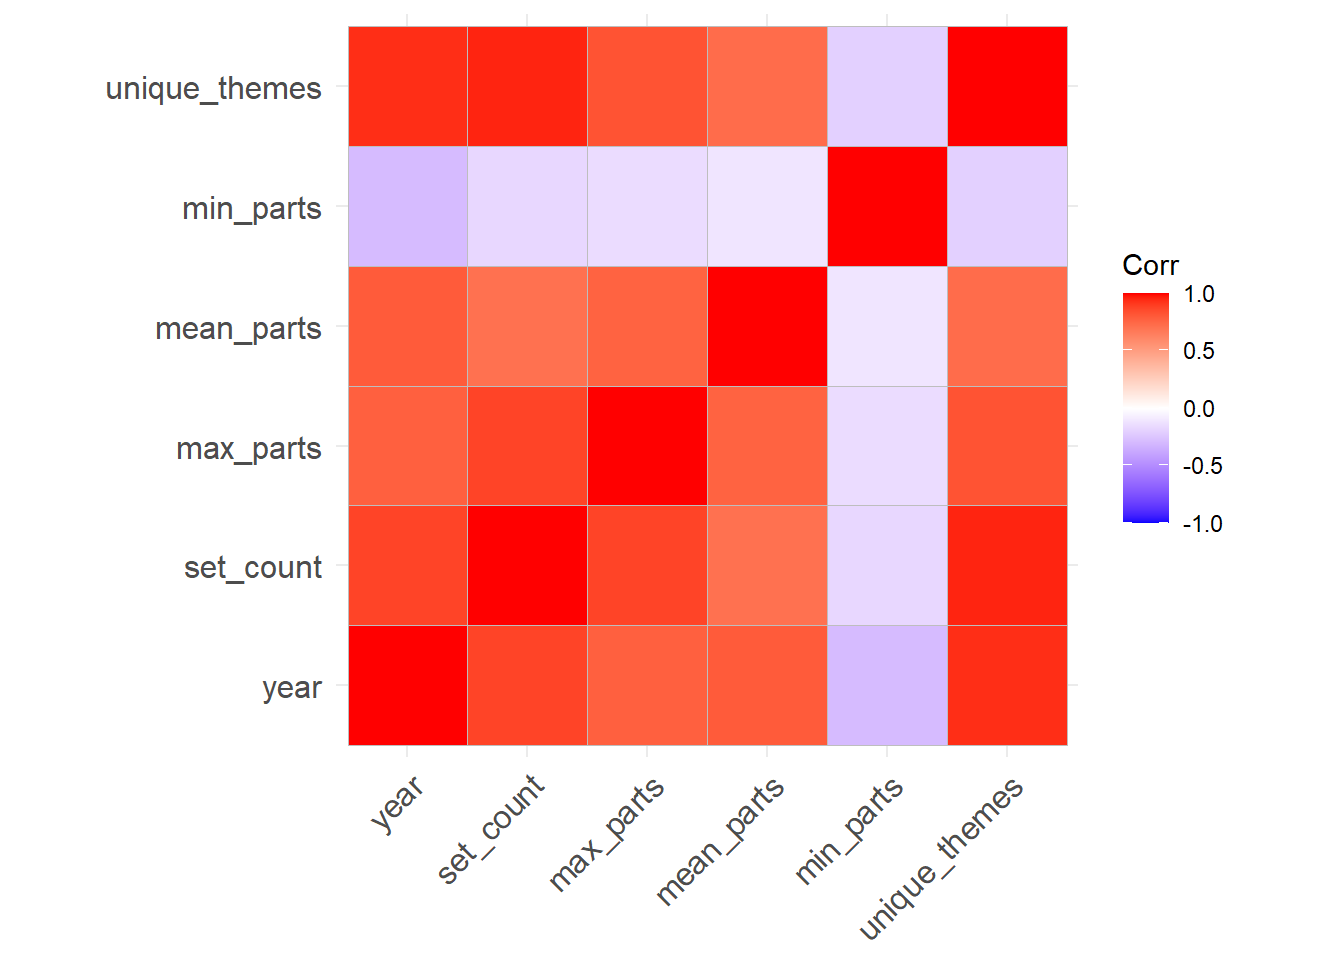 unique_themes
min_parts
mean_parts
max_parts
set_count
year
year
set_count
max_parts
mean_parts
min_parts
unique_themes
Corr
1.0
0.5
0.0
-0.5
-1.0